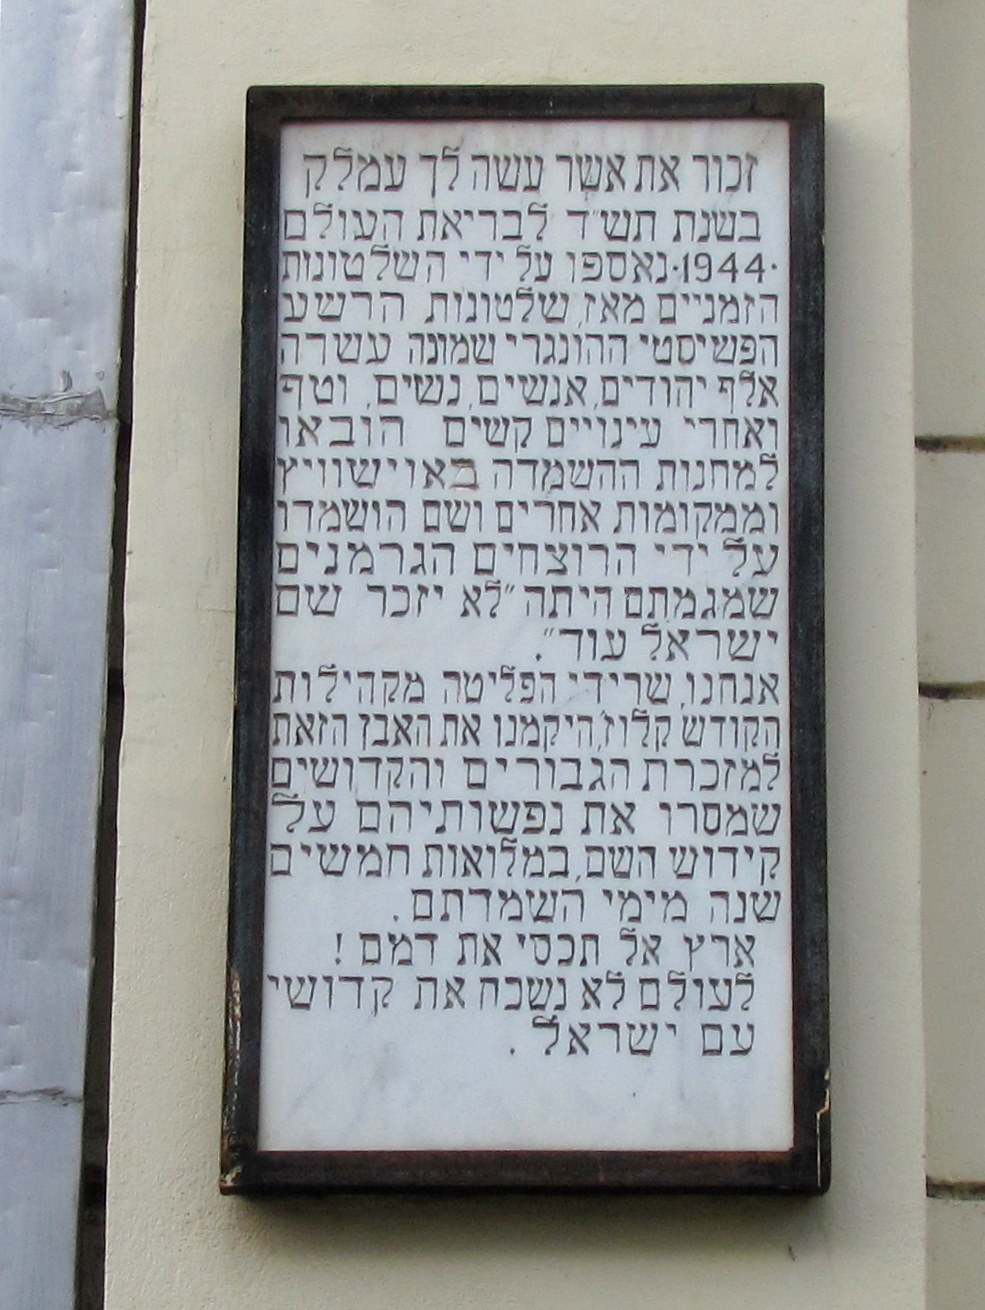 זכור את אשר עשה לך עמלק
בשנת תש״ד לבריאת העולם
·1944·נאספו על ידי השלטונות
הזמניים מאז, שלטונות הרשע
הפשיסטי ההונגרי שמונה עשרה
אלף יהודים, אנשים, נשים, וטף
ואחרי עינויים קשים הובאו
למחנות ההשמדה באוישוויץ
וממקומות אחרים ושם הושמדו
על ידי הרוצחים הגרמנים
שמגמתם היתה ״לא יזכר שם
ישראל עוד״.
אנחנו, שרידי הפליטה מקהילות
הקודש קלוז, היקמנו את האבן הזאת
למזכרת הגבורים והקדושים
שמסרו את נפשותיהם על
קידוש השם, במלואות חמשים
שנה מימי השמדתם.
ארץ אל תכסי את דמם!
לעולם לא נשכח את קדושי
עם ישראל.